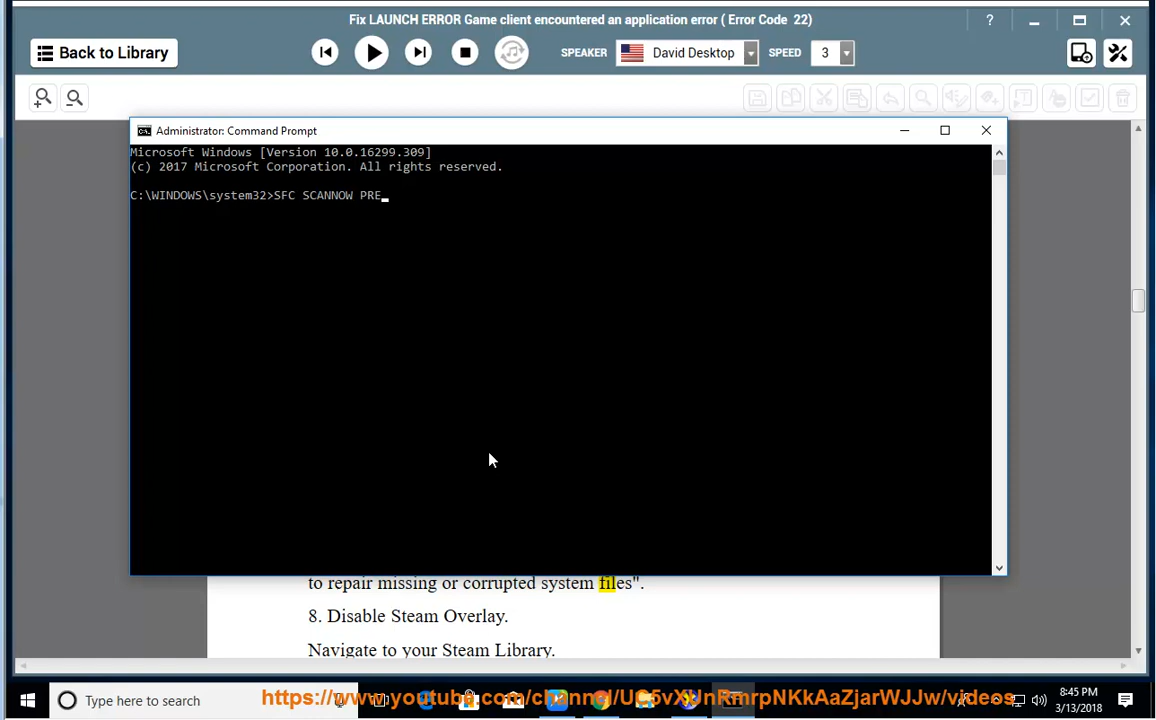 Fix LAUNCH ERROR Game client encountered an application error ( Error Code 22)
Back to Library
SPEAKER
David Desktop
SPEED
3
Administrator: Command Prompt
Microsoft Windows [Version 10.0.16299.309]
(c) 2017 Microsoft Corporation. All rights reserved.
C:\WINDOWS\system32>SFC SCANNOW PRE_
to repair missing or corrupted system files".
8. Disable Steam Overlay.
Navigate to your Steam Library.
Type here to search
8:45 PM
3/13/2018